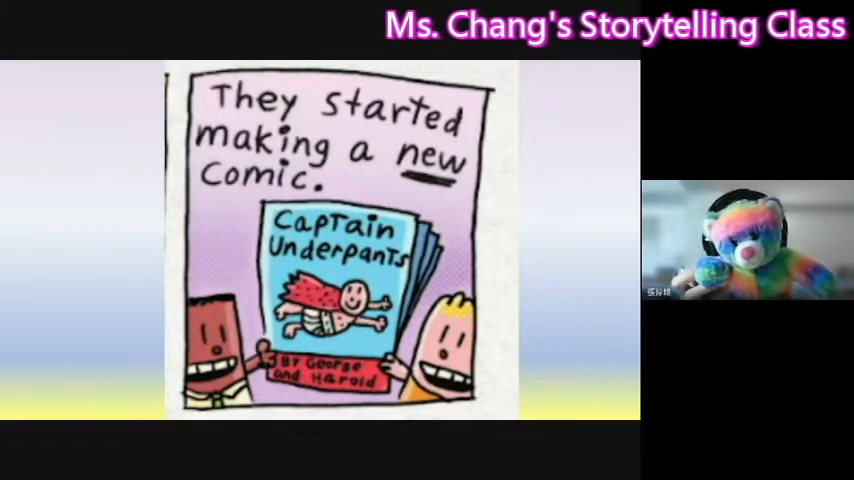 Ms. Chang's Storytelling Class
They started
making a new
comic.
Captain
Underpants
By George
and Harold